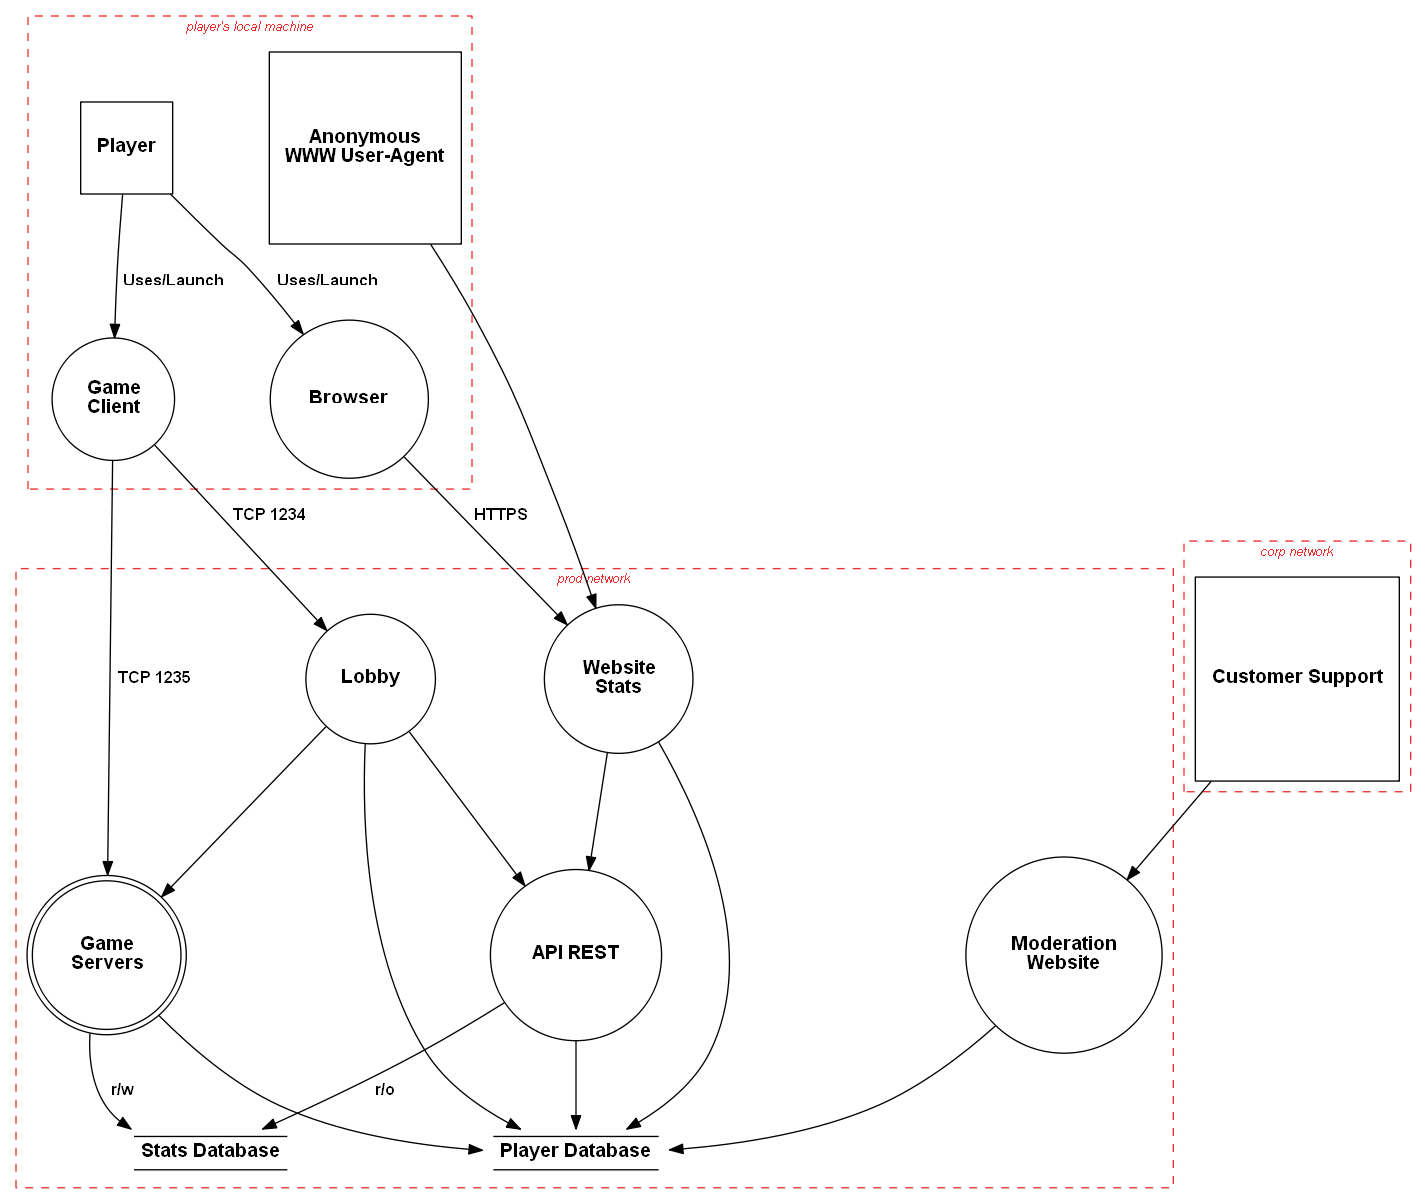 player's local machine
Anonymous
WWW User-Agent
Player
Uses/Launch
Uses/Launch
Game
Client
Browser
TCP 1234
HTTPS
corp network
prod network
Website
Stats
Lobby
TCP 1235
Customer Support
Game
Servers
API REST
Moderation
Website
r/w
r/o
Stats Database
Player Database